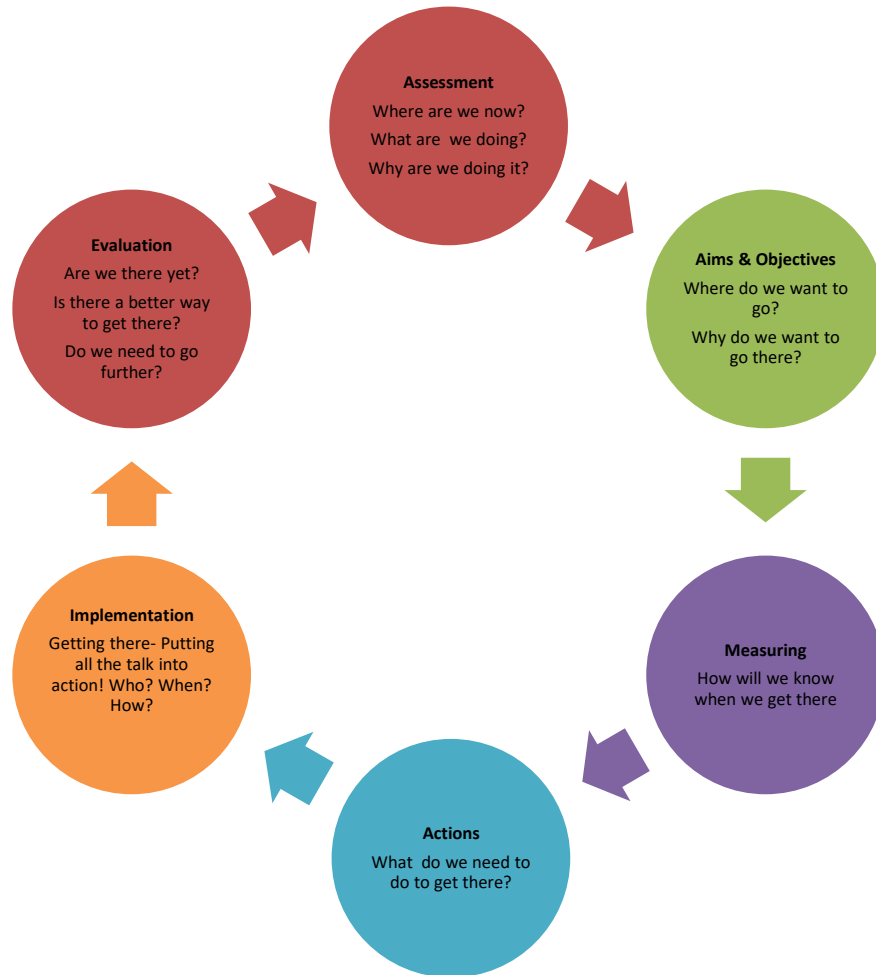 Assessment
Where are we now?
What are  we doing?
Why are we doing it?
Aims & Objectives
Where do we want to
go?
Why do we want to
go there?
Measuring
How will we know
when we get there
Actions
What  do we need to
do to get there?
Implementation
Getting there- Putting
all the talk into
action! Who? When?
How?
Evaluation
Are we there yet?
Is there a better way
to get there?
Do we need to go
further?